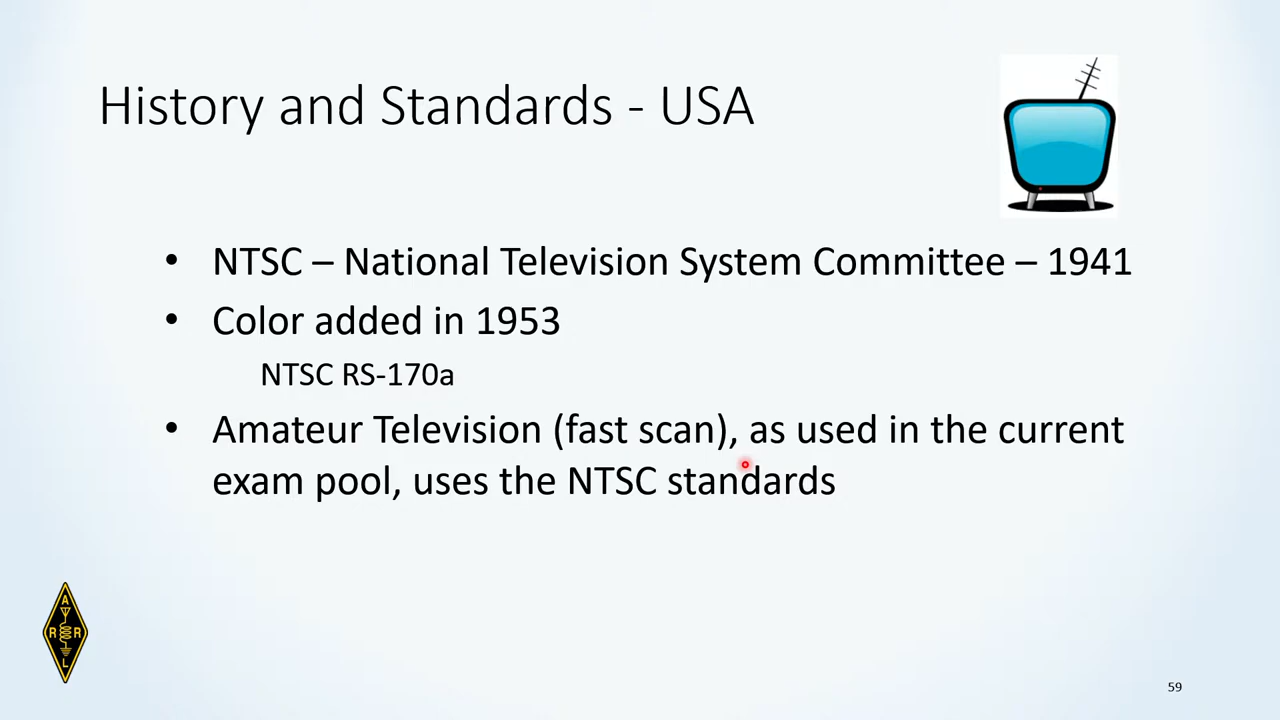 History and Standards - USA
• NTSC – National Television System Committee – 1941
• Color added in 1953
NTSC RS-170a
• Amateur Television (fast scan), as used in the current
exam pool, uses the NTSC standards
A
R R
L
59